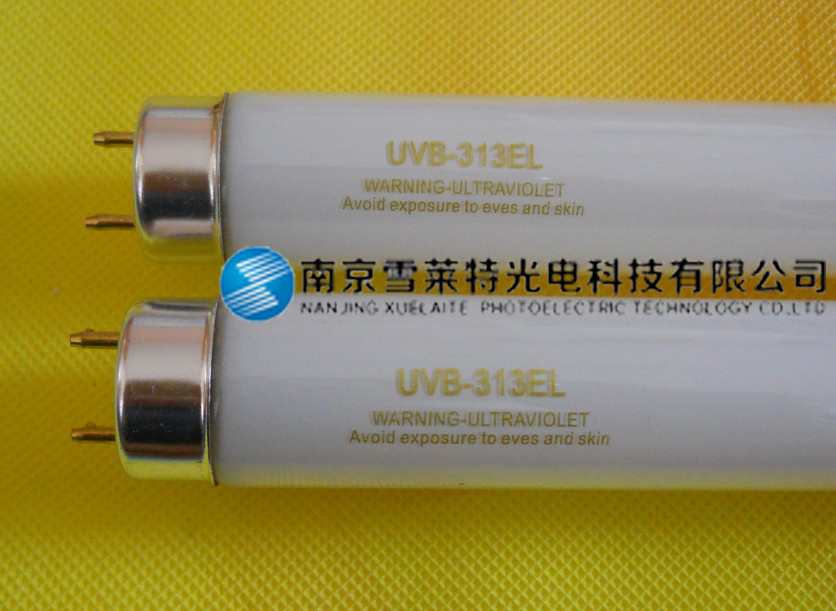 UVB-313EL
WARNING-ULTRAVIOLET
Avoid exposure to eves and skin
南京雪莱特光电科技有限公司
NANJING XUELAITE PHOTOELECTRIC TECHNOLOGY CO.,LTD
UVB-313EL
WARNING-ULTRAVIOLET
Avoid exposure to eyes and skin